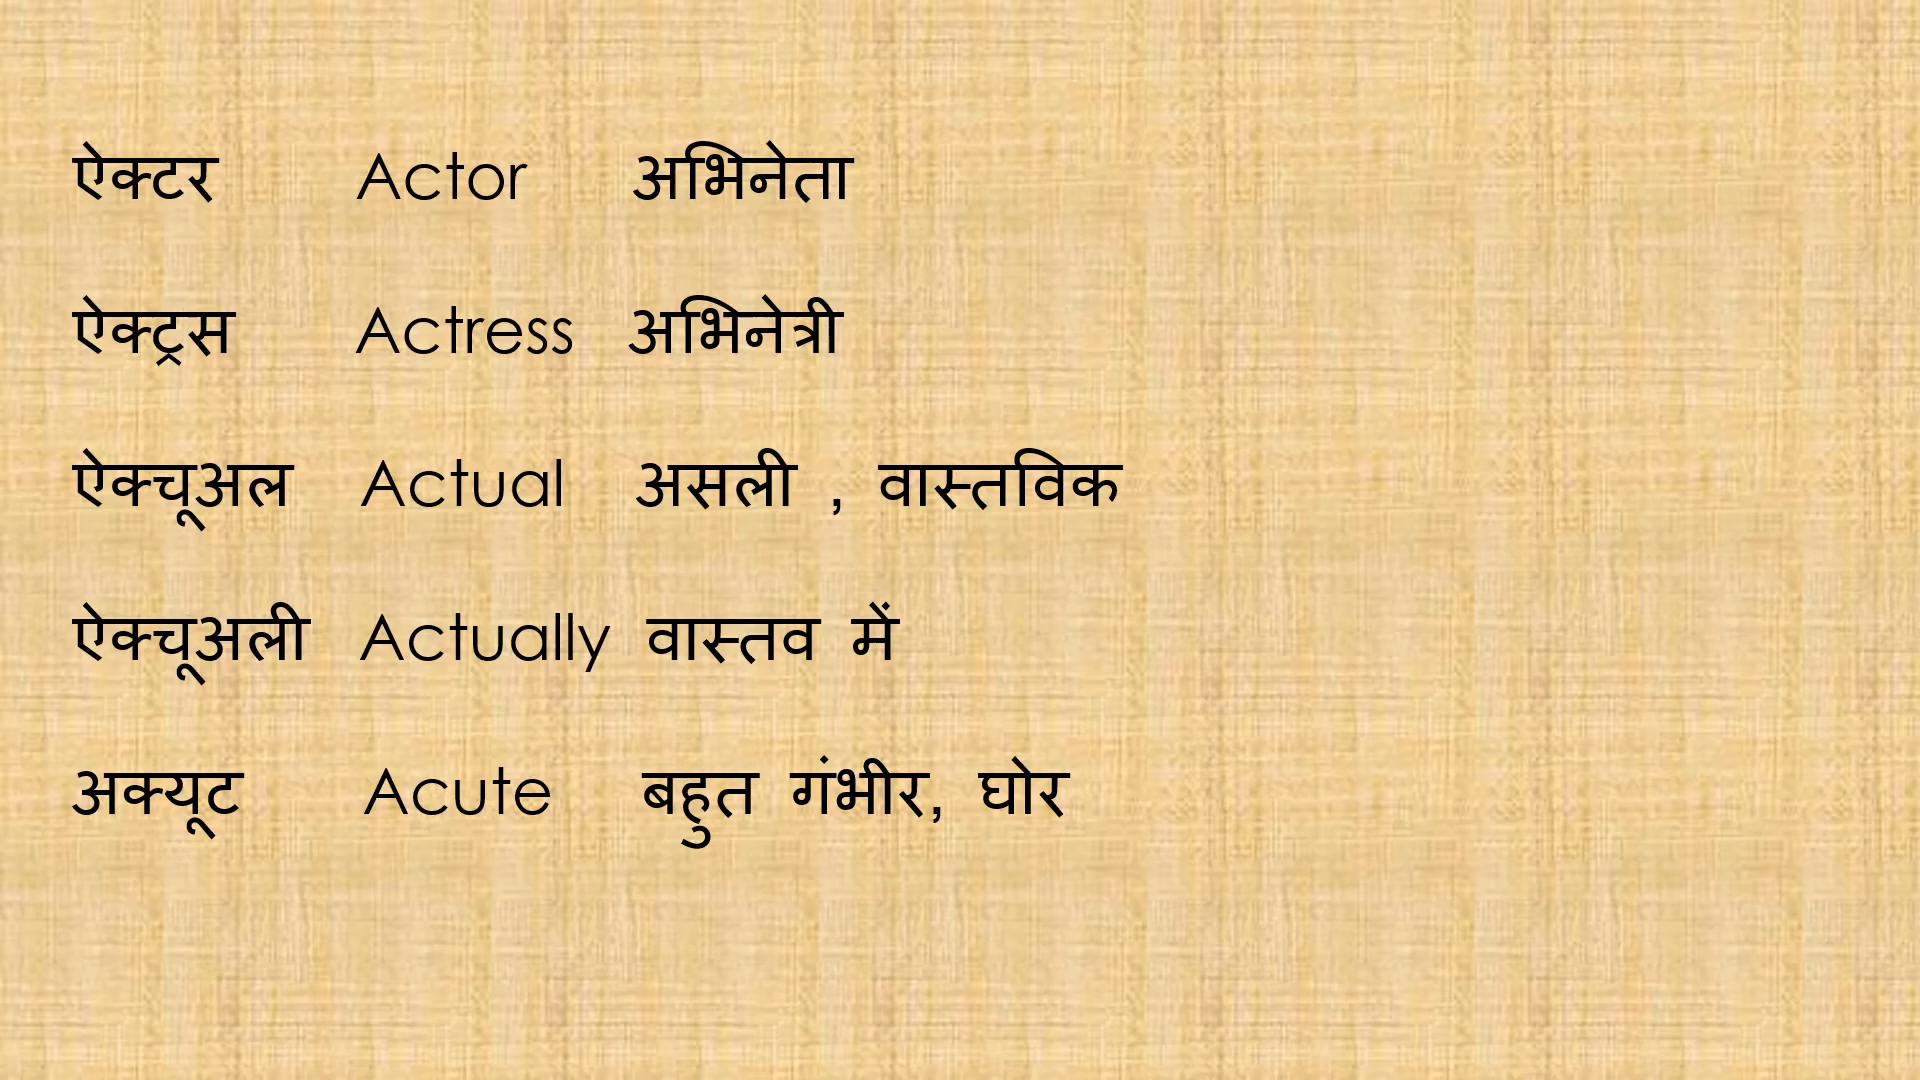 ऐक्टर Actor अभिनेता
ऐक्ट्रस Actress अभिनेत्री
ऐक्चूअल Actual असली , वास्तविक
ऐक्चूअली Actually वास्तव में
अक्यूट Acute बहुत गंभीर, घोर